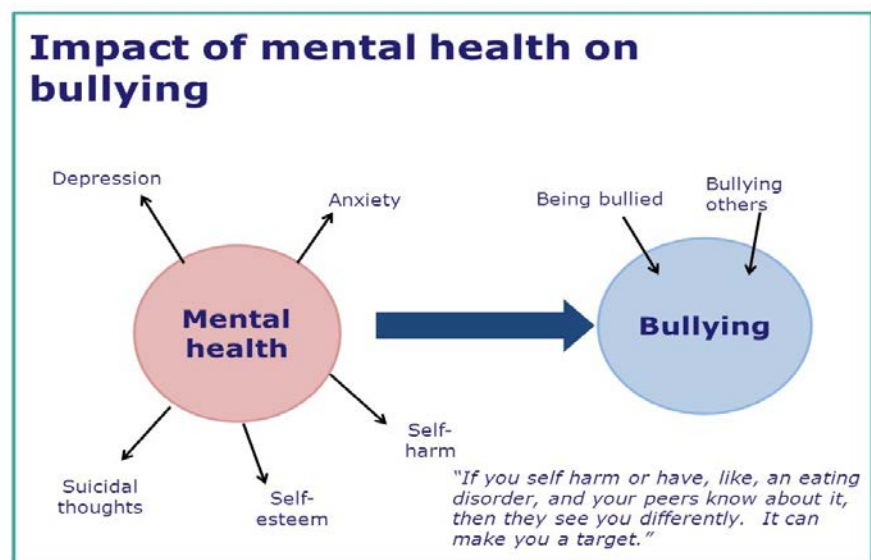 Impact of mental health on
bullying
Depression
Anxiety
Being bullied
Bullying
others
Mental
health
Bullying
Self-
harm
Suicidal
thoughts
Self-
esteem
“If you self harm or have, like, an eating
disorder, and your peers know about it,
then they see you differently.  It can
make you a target.”